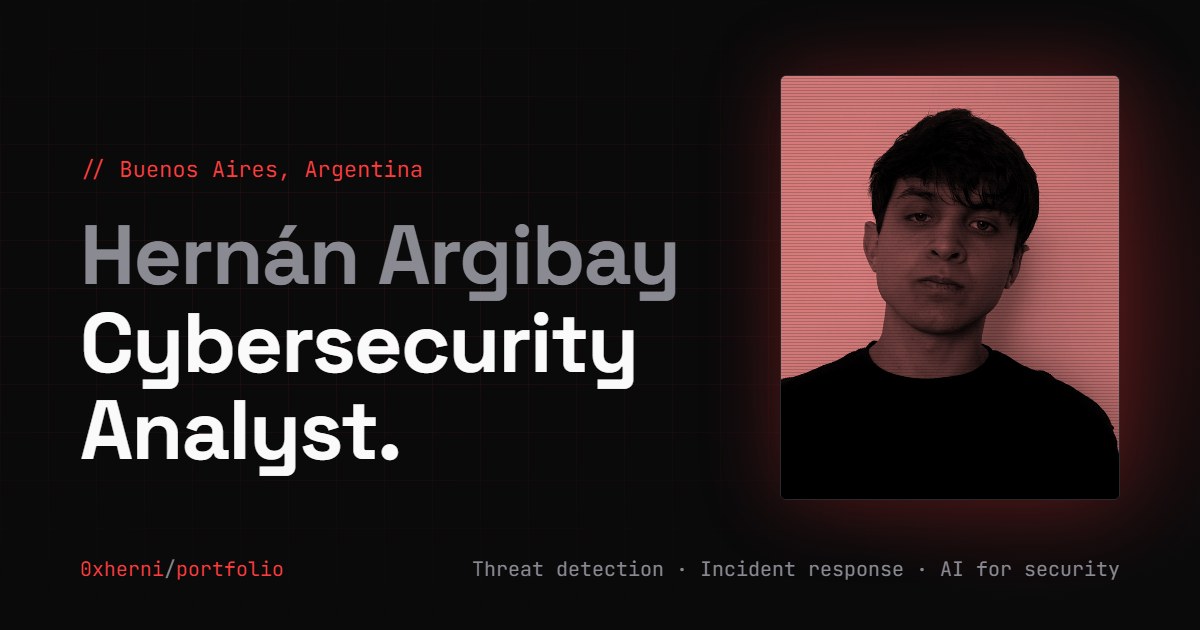 // Buenos Aires, Argentina
Hernán Argibay
Cybersecurity
Analyst.
0xherni/portfolio
Threat detection · Incident response · AI for security